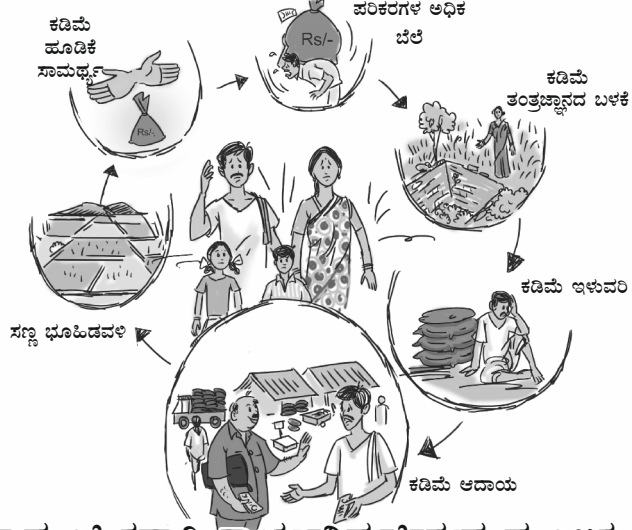 ಕಡಿಮೆ
ಹೂಡಿಕೆ
ಸಾಮರ್ಥ್ಯ
Rs/-
ಪರಿಕರಗಳ ಅಧಿಕ
ಬೆಲೆ
Rs/-
ಕಡಿಮೆ
ತಂತ್ರಜ್ಞಾನದ ಬಳಕೆ
ಕಡಿಮೆ ಇಳುವರಿ
ಕಡಿಮೆ ಆದಾಯ
ಸಣ್ಣ ಭೂಹಿಡವಳಿ